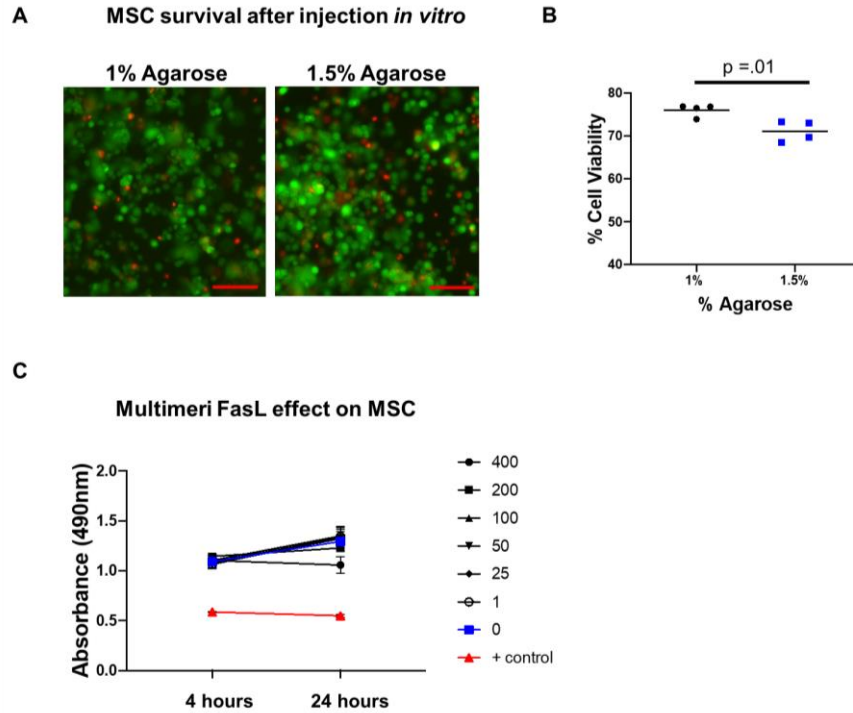 A
MSC survival after injection in vitro
1% Agarose
1.5% Agarose
B
p =.01
80
70
60
50
40
% Cell Viability
1%
1.5%
% Agarose
C
Multimeri FasL effect on MSC
2.0
1.5
1.0
0.5
0.0
Absorbance (490nm)
4 hours
24 hours
400
200
100
50
25
1
0
+ control